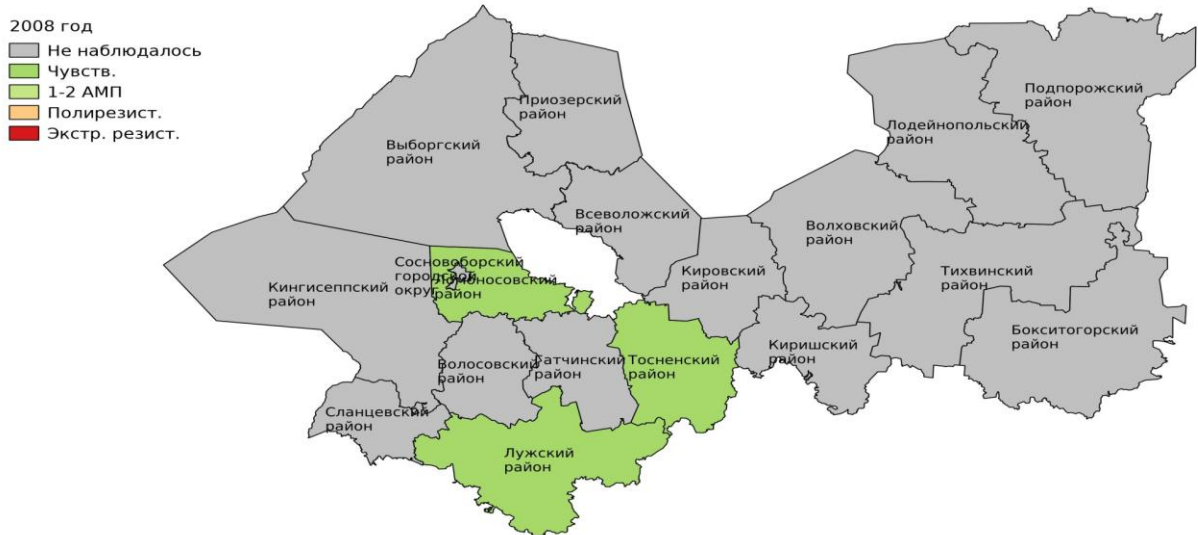 2008 год
Не наблюдалось
Чувств.
1-2 АМП
Полирезист.
Экстр. резист.
Подпорожский
район
Приозерский
район
Лодейнопольский
район
Выборгский
район
Всеволожский
район
Волховский
район
Сосновоборский
городской
округ
Кировский
район
Тихвинский
район
Ломоносовский
район
Кингисеппский
район
Бокситогорский
район
Киришский
район
Волосовский
район
Гатчинский
район
Тосненский
район
Сланцевский
район
Лужский
район